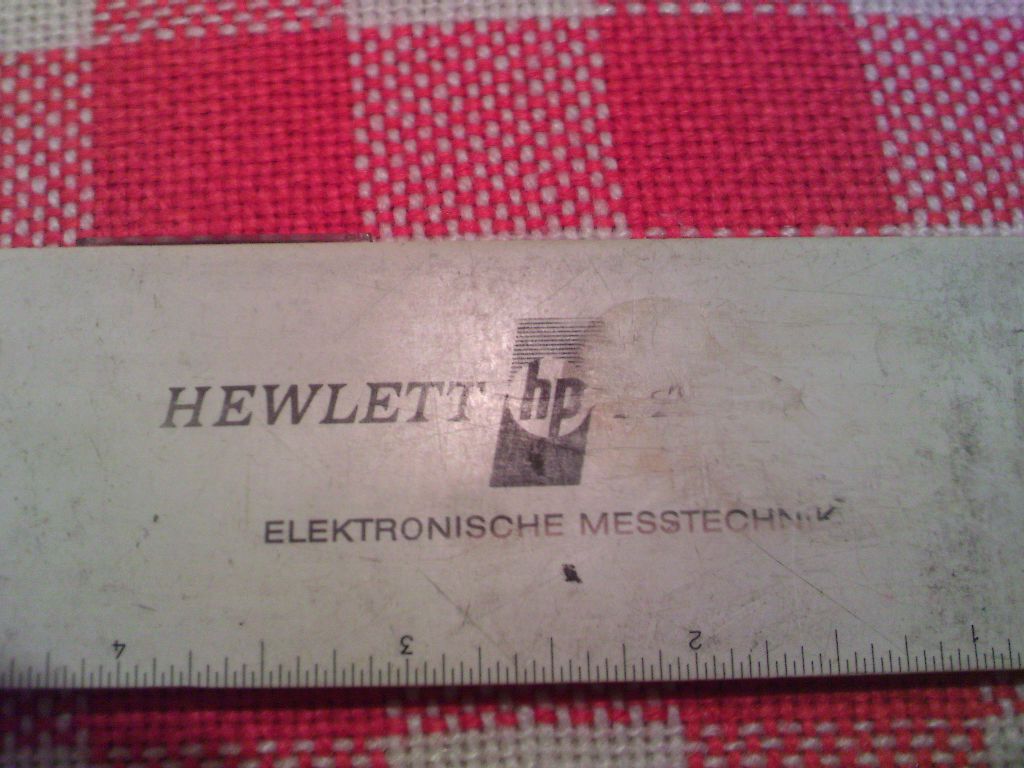 HEWLETT hp
ELEKTRONISCHE MESSTECHNIK
4 3 2 1